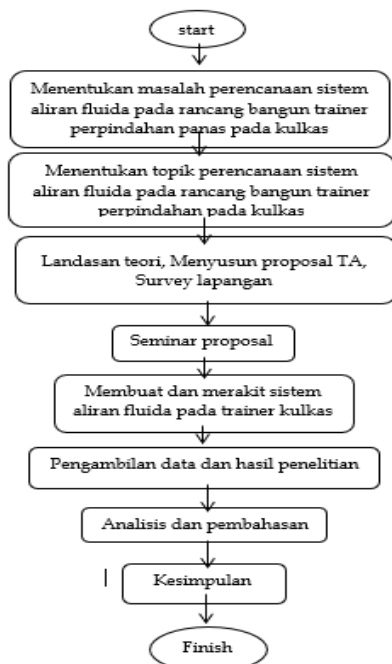 start
Menentukan masalah perencanaan sistem
aliran fluida pada rancang bangun trainer
perpindahan panas pada kulkas
Menentukan topik perencanaan sistem
aliran fluida pada rancang bangun trainer
perpindahan pada kulkas
Landasan teori, Menyusun proposal TA,
Survey lapangan
Seminar proposal
Membuat dan merakit sistem
aliran fluida pada trainer kulkas
Pengambilan data dan hasil penelitian
Analisis dan pembahasan
Kesimpulan
Finish